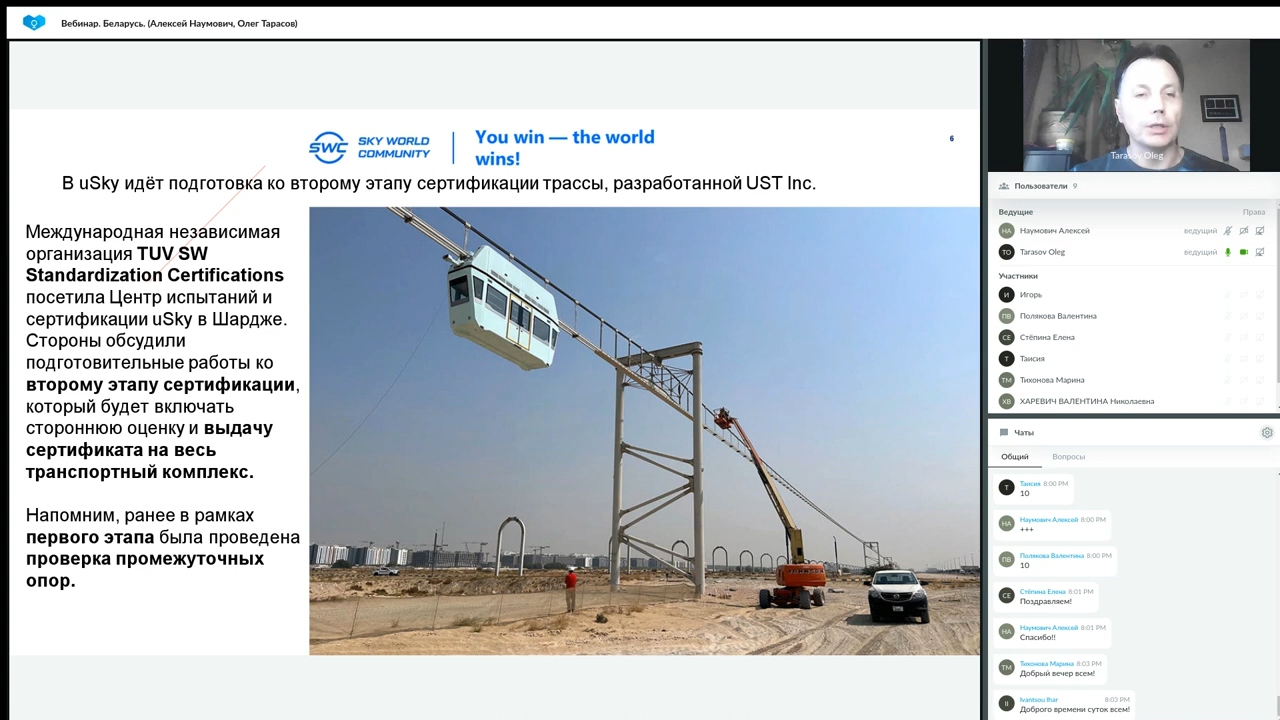 Вебинар. Беларусь. (Алексей Наумович, Олег Тарасов)
SWC
SKY WORLD
COMMUNITY
You win — the world
wins!
6
В uSky идёт подготовка ко второму этапу сертификации трассы, разработанной UST Inc.
Международная независимая
организация TUV SW
Standardization Certifications
посетила Центр испытаний и
сертификации uSky в Шардже.
Стороны обсудили
подготовительные работы ко
второму этапу сертификации,
который будет включать
стороннюю оценку и выдачу
сертификата на весь
транспортный комплекс.
Напомним, ранее в рамках
первого этапа была проведена
проверка промежуточных
опор.
Tarasov Oleg
Пользователи 9
Ведущие Права
НА Наумович Алексей ведущий
TO Tarasov Oleg ведущий
Участники
И Игорь
ПВ Полякова Валентина
СЕ Стёпина Елена
Т Таисия
ТМ Тихонова Марина
ХВ ХАРЕВИЧ ВАЛЕНТИНА Николаевна
Чаты
Общий Вопросы
Т Таисия 8:00 PM
10
НА Наумович Алексей 8:00 PM
+++
ПВ Полякова Валентина 8:00 PM
10
СЕ Стёпина Елена 8:01 PM
Поздравляем!
НА Наумович Алексей 8:01 PM
Спасибо!!
ТМ Тихонова Марина 8:03 PM
Добрый вечер всем!
II Ivantsou Ihar 8:03 PM
Доброго времени суток всем!